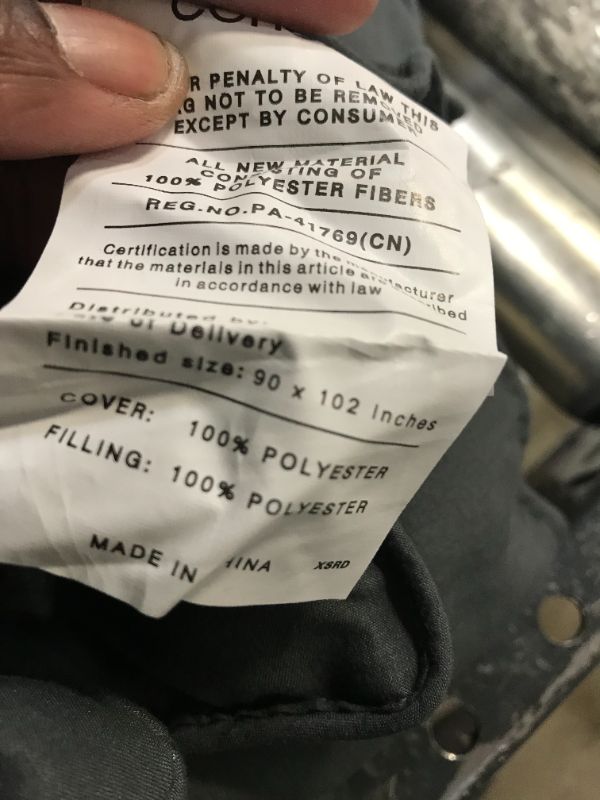 R PENALTY OF LAW THIS
G NOT TO BE REMOVED
EXCEPT BY CONSUMER
ALL NEW MATERIAL
CONSISTING OF
100% POLYESTER FIBERS
REG.NO.PA-41769(CN)
Certification is made by the manufacturer
that the materials in this article are described
in accordance with law
Distributed by:
of Delivery
Finished size: 90 x 102 Inches
COVER: 100% POLYESTER
FILLING: 100% POLYESTER
MADE IN HINA XSRD